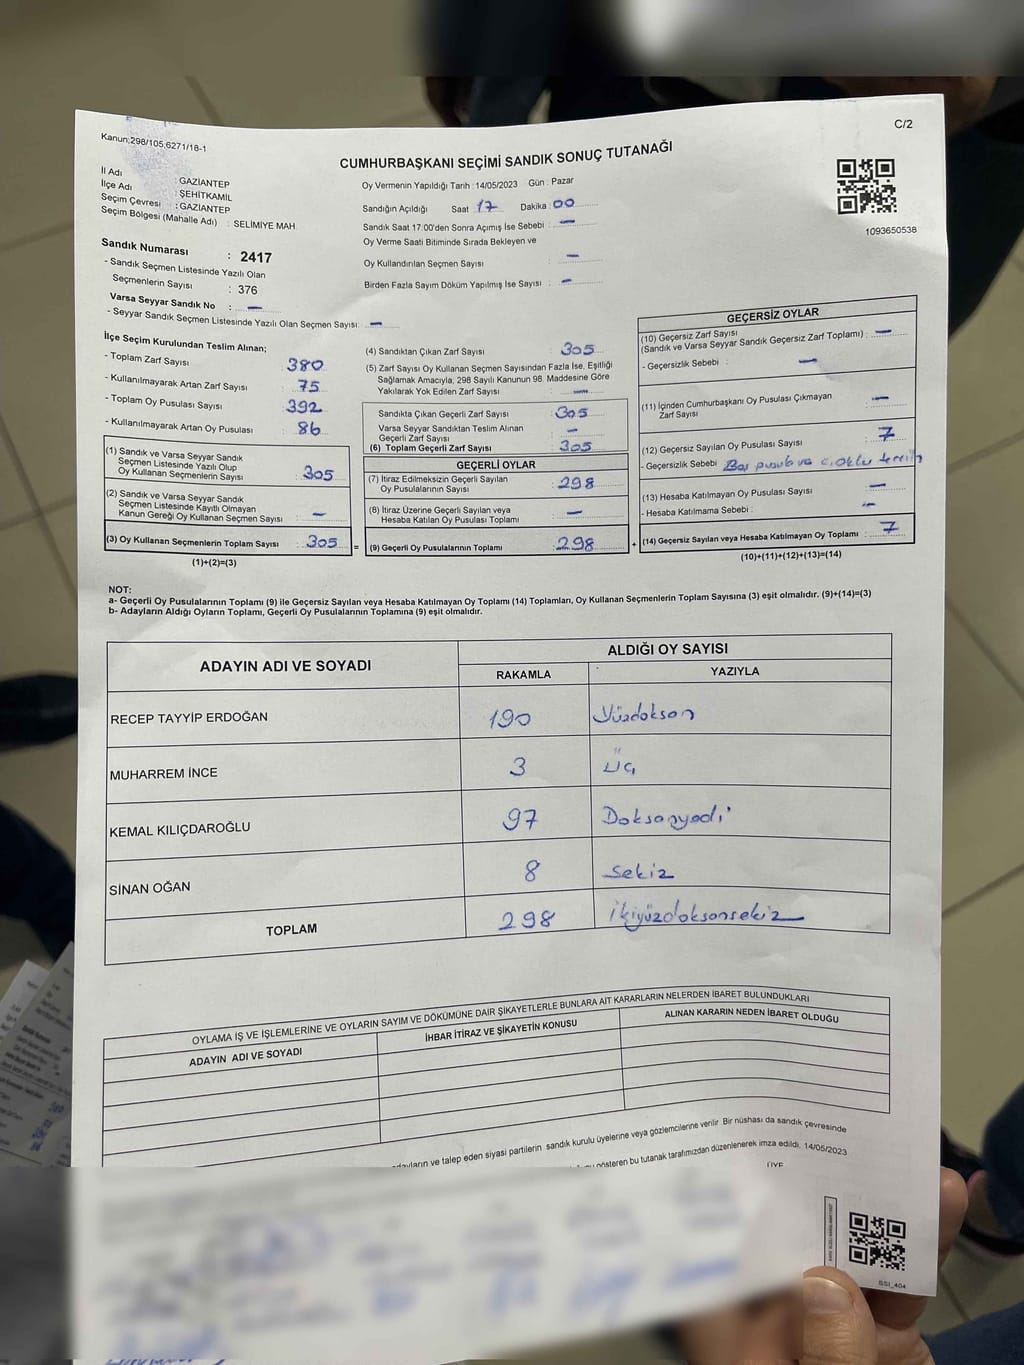 Kanun;298/105;6271/18-1
C/2
CUMHURBAŞKANI SEÇİMİ SANDIK SONUÇ TUTANAĞI
İl Adı : GAZİANTEP
İlçe Adı : ŞEHİTKAMİL
Seçim Çevresi : GAZİANTEP
Seçim Bölgesi (Mahalle Adı) : SELİMİYE MAH.
Oy Vermenin Yapıldığı Tarih : 14/05/2023 Gün : Pazar
Sandığın Açıldığı Saat 17 Dakika : 00
Sandık Saat 17.00'den Sonra Açımış İse Sebebi : —
Oy Verme Saati Bitiminde Sırada Bekleyen ve
Oy Kullandırılan Seçmen Sayısı : —
Birden Fazla Sayım Döküm Yapılmış İse Sayısı : —
1093650538
Sandık Numarası : 2417
- Sandık Seçmen Listesinde Yazılı Olan
Seçmenlerin Sayısı : 376
Varsa Seyyar Sandık No : —
- Seyyar Sandık Seçmen Listesinde Yazılı Olan Seçmen Sayısı: —
İlçe Seçim Kurulundan Teslim Alınan;
- Toplam Zarf Sayısı : 380
- Kullanılmayarak Artan Zarf Sayısı : 75
- Toplam Oy Pusulası Sayısı : 392
- Kullanılmayarak Artan Oy Pusulası : 86
(1) Sandık ve Varsa Seyyar Sandık
Seçmen Listesinde Yazılı Olup
Oy Kullanan Seçmenlerin Sayısı : 305
(2) Sandık ve Varsa Seyyar Sandık
Seçmen Listesinde Kayıtlı Olmayan
Kanun Gereği Oy Kullanan Seçmen Sayısı : —
(3) Oy Kullanan Seçmenlerin Toplam Sayısı : 305
(1)+(2)=(3)
(4) Sandıktan Çıkan Zarf Sayısı : 305
(5) Zarf Sayısı Oy Kullanan Seçmen Sayısından Fazla İse, Eşitliği
Sağlamak Amacıyla, 298 Sayılı Kanunun 98. Maddesine Göre
Yakılarak Yok Edilen Zarf Sayısı : —
Sandıkta Çıkan Geçerli Zarf Sayısı : 305
Varsa Seyyar Sandıktan Teslim Alınan
Geçerli Zarf Sayısı : —
(6) Toplam Geçerli Zarf Sayısı : 305
GEÇERLİ OYLAR
(7) İtiraz Edilmeksizin Geçerli Sayılan
Oy Pusulalarının Sayısı : 298
(8) İtiraz Üzerine Geçerli Sayılan veya
Hesaba Katılan Oy Pusulası Toplamı : —
= (9) Geçerli Oy Pusulalarının Toplamı : 298
GEÇERSİZ OYLAR
(10) Geçersiz Zarf Sayısı
(Sandık ve Varsa Seyyar Sandık Geçersiz Zarf Toplamı) : —
- Geçersizlik Sebebi : —
(11) İçinden Cumhurbaşkanı Oy Pusulası Çıkmayan
Zarf Sayısı : —
(12) Geçersiz Sayılan Oy Pusulası Sayısı : 7
- Geçersizlik Sebebi : Boş pusula ve
(13) Hesaba Katılmayan Oy Pusulası Sayısı : —
- Hesaba Katılmama Sebebi : —
+ (14) Geçersiz Sayılan veya Hesaba Katılmayan Oy Toplamı : 7
(10)+(11)+(12)+(13)=(14)
NOT:
a- Geçerli Oy Pusulalarının Toplamı (9) ile Geçersiz Sayılan veya Hesaba Katılmayan Oy Toplamı (14) Toplamları, Oy Kullanan Seçmenlerin Toplam Sayısına (3) eşit olmalıdır. (9)+(14)=(3)
b- Adayların Aldığı Oyların Toplamı, Geçerli Oy Pusulalarının Toplamına (9) eşit olmalıdır.
ADAYIN ADI VE SOYADI ALDIĞI OY SAYISI
RAKAMLA YAZIYLA
RECEP TAYYİP ERDOĞAN 190 Yüzdokson
MUHARREM İNCE 3 Üç
KEMAL KILIÇDAROĞLU 97 Doksanyedi
SİNAN OĞAN 8 Sekiz
TOPLAM 298 İkiyüzdoksonsekiz
OYLAMA İŞ VE İŞLEMLERİNE VE OYLARIN SAYIM VE DÖKÜMÜNE DAİR ŞİKAYETLERLE BUNLARA AİT KARARLARIN NELERDEN İBARET BULUNDUKLARI
ADAYIN ADI VE SOYADI İHBAR İTİRAZ VE ŞİKAYETİN KONUSU ALINAN KARARIN NEDEN İBARET OLDUĞU
adayların ve talep eden siyasi partilerin sandık kurulu üyelerine veya gözlemcilerine verilir. Bir nüshası da sandık çevresinde
gösteren bu tutanak tarafımızdan düzenlenerek imza edildi. 14/05/2023
ÜYE
SSI_404